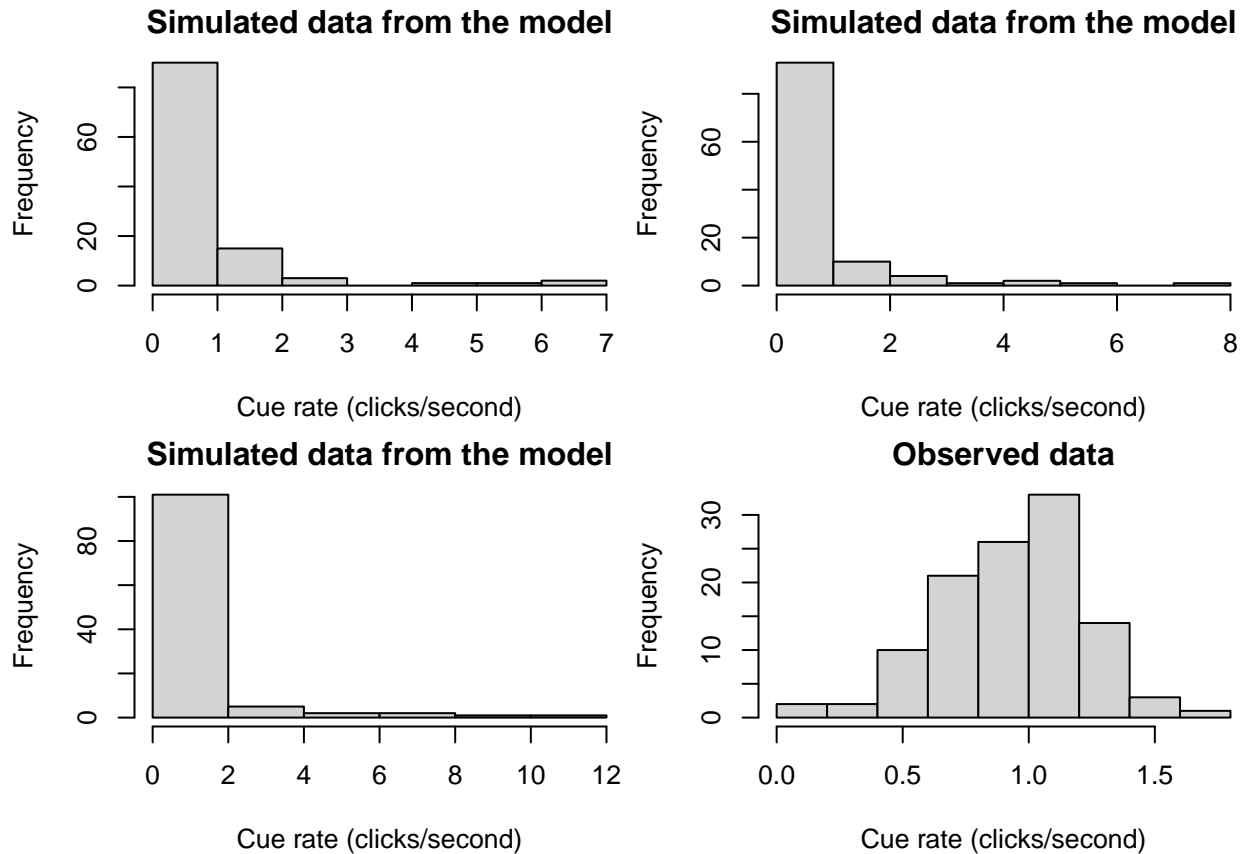 Simulated data from the model
Frequency
0 20 60
0 1 2 3 4 5 6 7
Cue rate (clicks/second)
Simulated data from the model
Frequency
0 20 60
0 2 4 6 8
Cue rate (clicks/second)
Simulated data from the model
Frequency
0 40 80
0 2 4 6 8 10 12
Cue rate (clicks/second)
Observed data
Frequency
0 10 20 30
0.0 0.5 1.0 1.5
Cue rate (clicks/second)